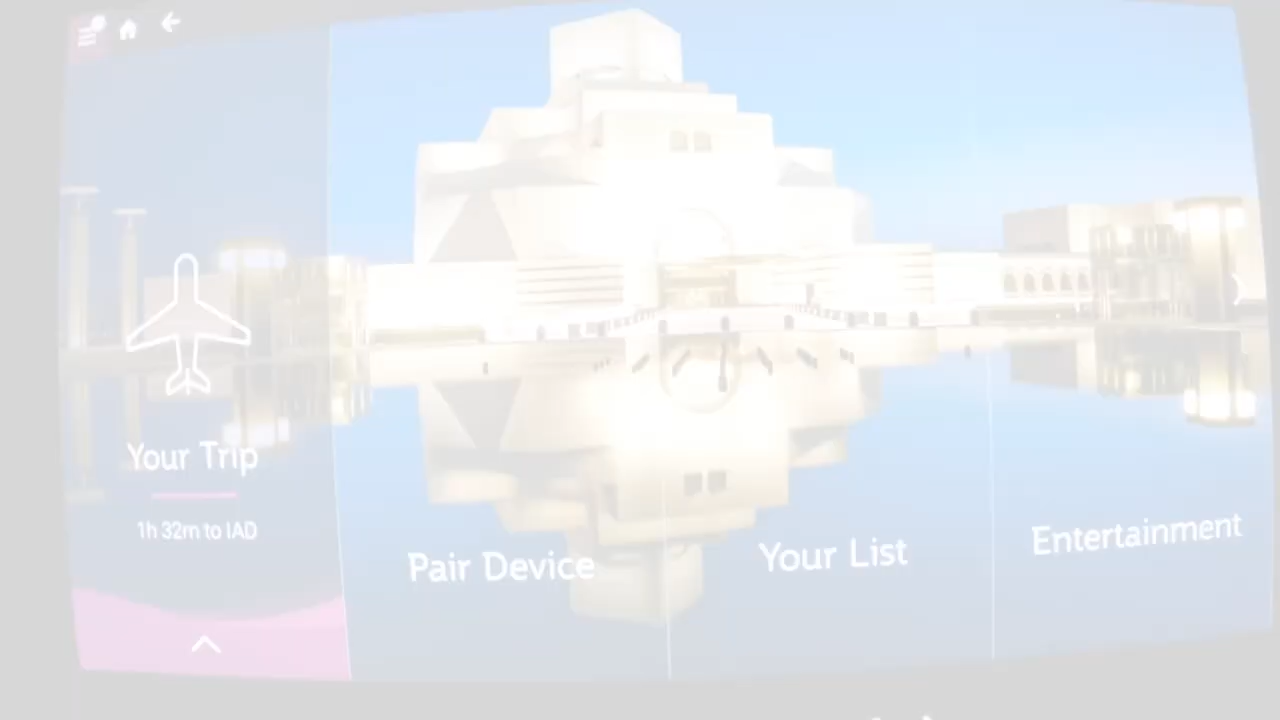 Your Trip
1h 32m to IAD
Pair Device
Your List
Entertainment